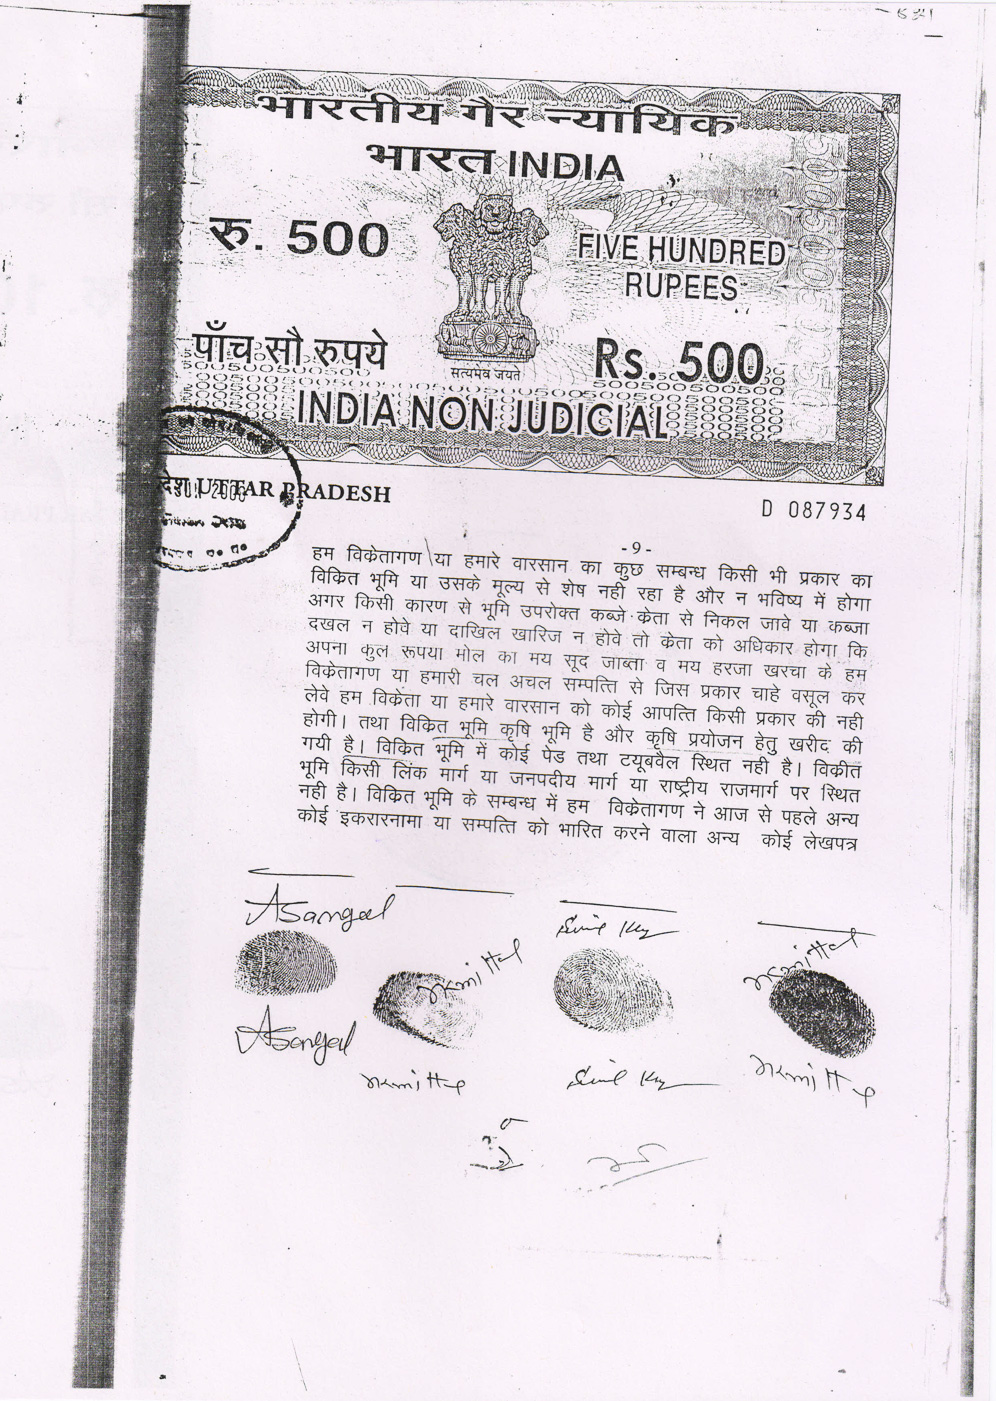 भारतीय गैर न्यायिक
भारत INDIA
रु. 500
FIVE HUNDRED
RUPEES
पाँच सौ रुपये
Rs. 500
सत्यमेव जयते
INDIA NON JUDICIAL
UTTAR PRADESH
D 087934
-9-
हम विकेतागण या हमारे वारसान का कुछ सम्बन्ध किसी भी प्रकार का
विकित भूमि या उसके मूल्य से शेष नही रहा है और न भविष्य में होगा
अगर किसी कारण से भूमि उपरोक्त कब्जे केता से निकल जावे या कब्जा
दखल न होवे या दाखिल खारिज न होवे तो केता को अधिकार होगा कि
अपना कुल रूपया मोल का मय सूद जाब्ता व मय हरजा खरचा के हम
विकेतागण या हमारी चल अचल सम्पत्ति से जिस प्रकार चाहे वसूल कर
लेवे हम विकेता या हमारे वारसान को कोई आपत्ति किसी प्रकार की नही
होगी। तथा विकित भूमि कृषि भूमि है और कृषि प्रयोजन हेतु खरीद की
गयी है। विकित भूमि में कोई पेड तथा टयूबवैल स्थित नही है। विकीत
भूमि किसी लिंक मार्ग या जनपदीय मार्ग या राष्ट्रीय राजमार्ग पर स्थित
नही है। विकित भूमि के सम्बन्ध में हम विकेतागण ने आज से पहले अन्य
कोई इकरारनामा या सम्पत्ति को भारित करने वाला अन्य कोई लेखपत्र